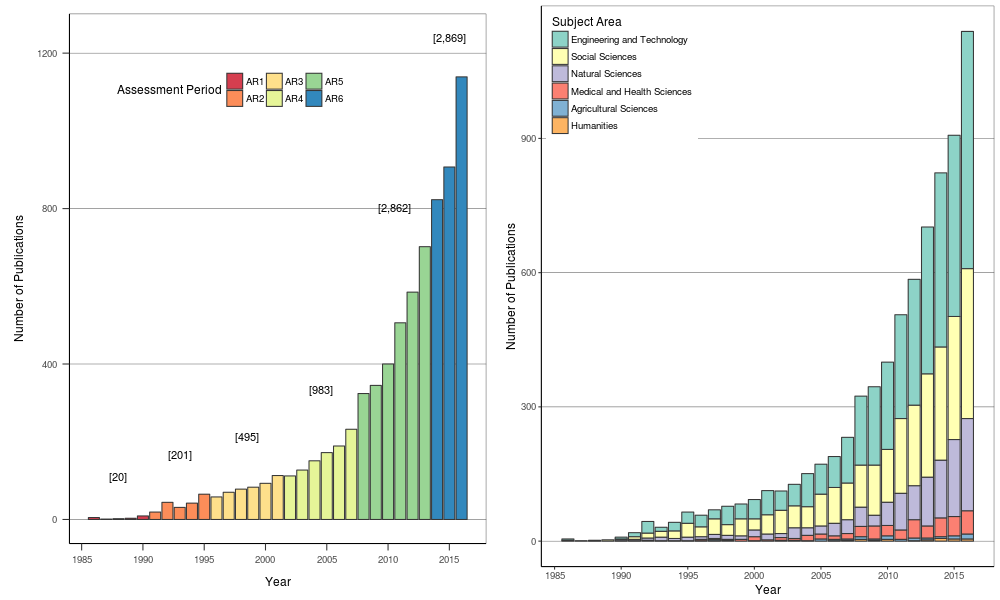 [2,869]
1200
Assessment Period
AR1 AR3 AR5
AR2 AR4 AR6
[2,862]
800
Number of Publications
400
[983]
[495]
[201]
[20]
0
1985 1990 1995 2000 2005 2010 2015
Year
Subject Area
Engineering and Technology
Social Sciences
Natural Sciences
Medical and Health Sciences
Agricultural Sciences
Humanities
900
600
Number of Publications
300
0
1985 1990 1995 2000 2005 2010 2015
Year